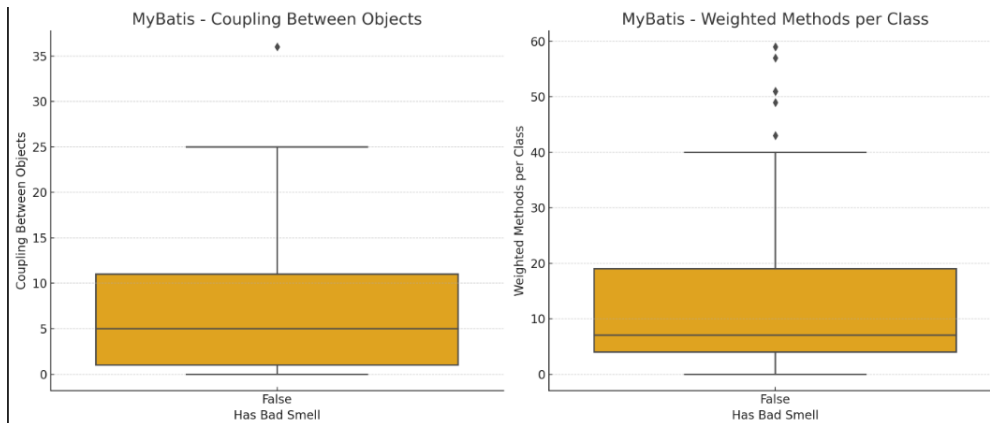 MyBatis - Coupling Between Objects
Coupling Between Objects
35
30
25
20
15
10
5
0
False
Has Bad Smell
MyBatis - Weighted Methods per Class
Weighted Methods per Class
60
50
40
30
20
10
0
False
Has Bad Smell